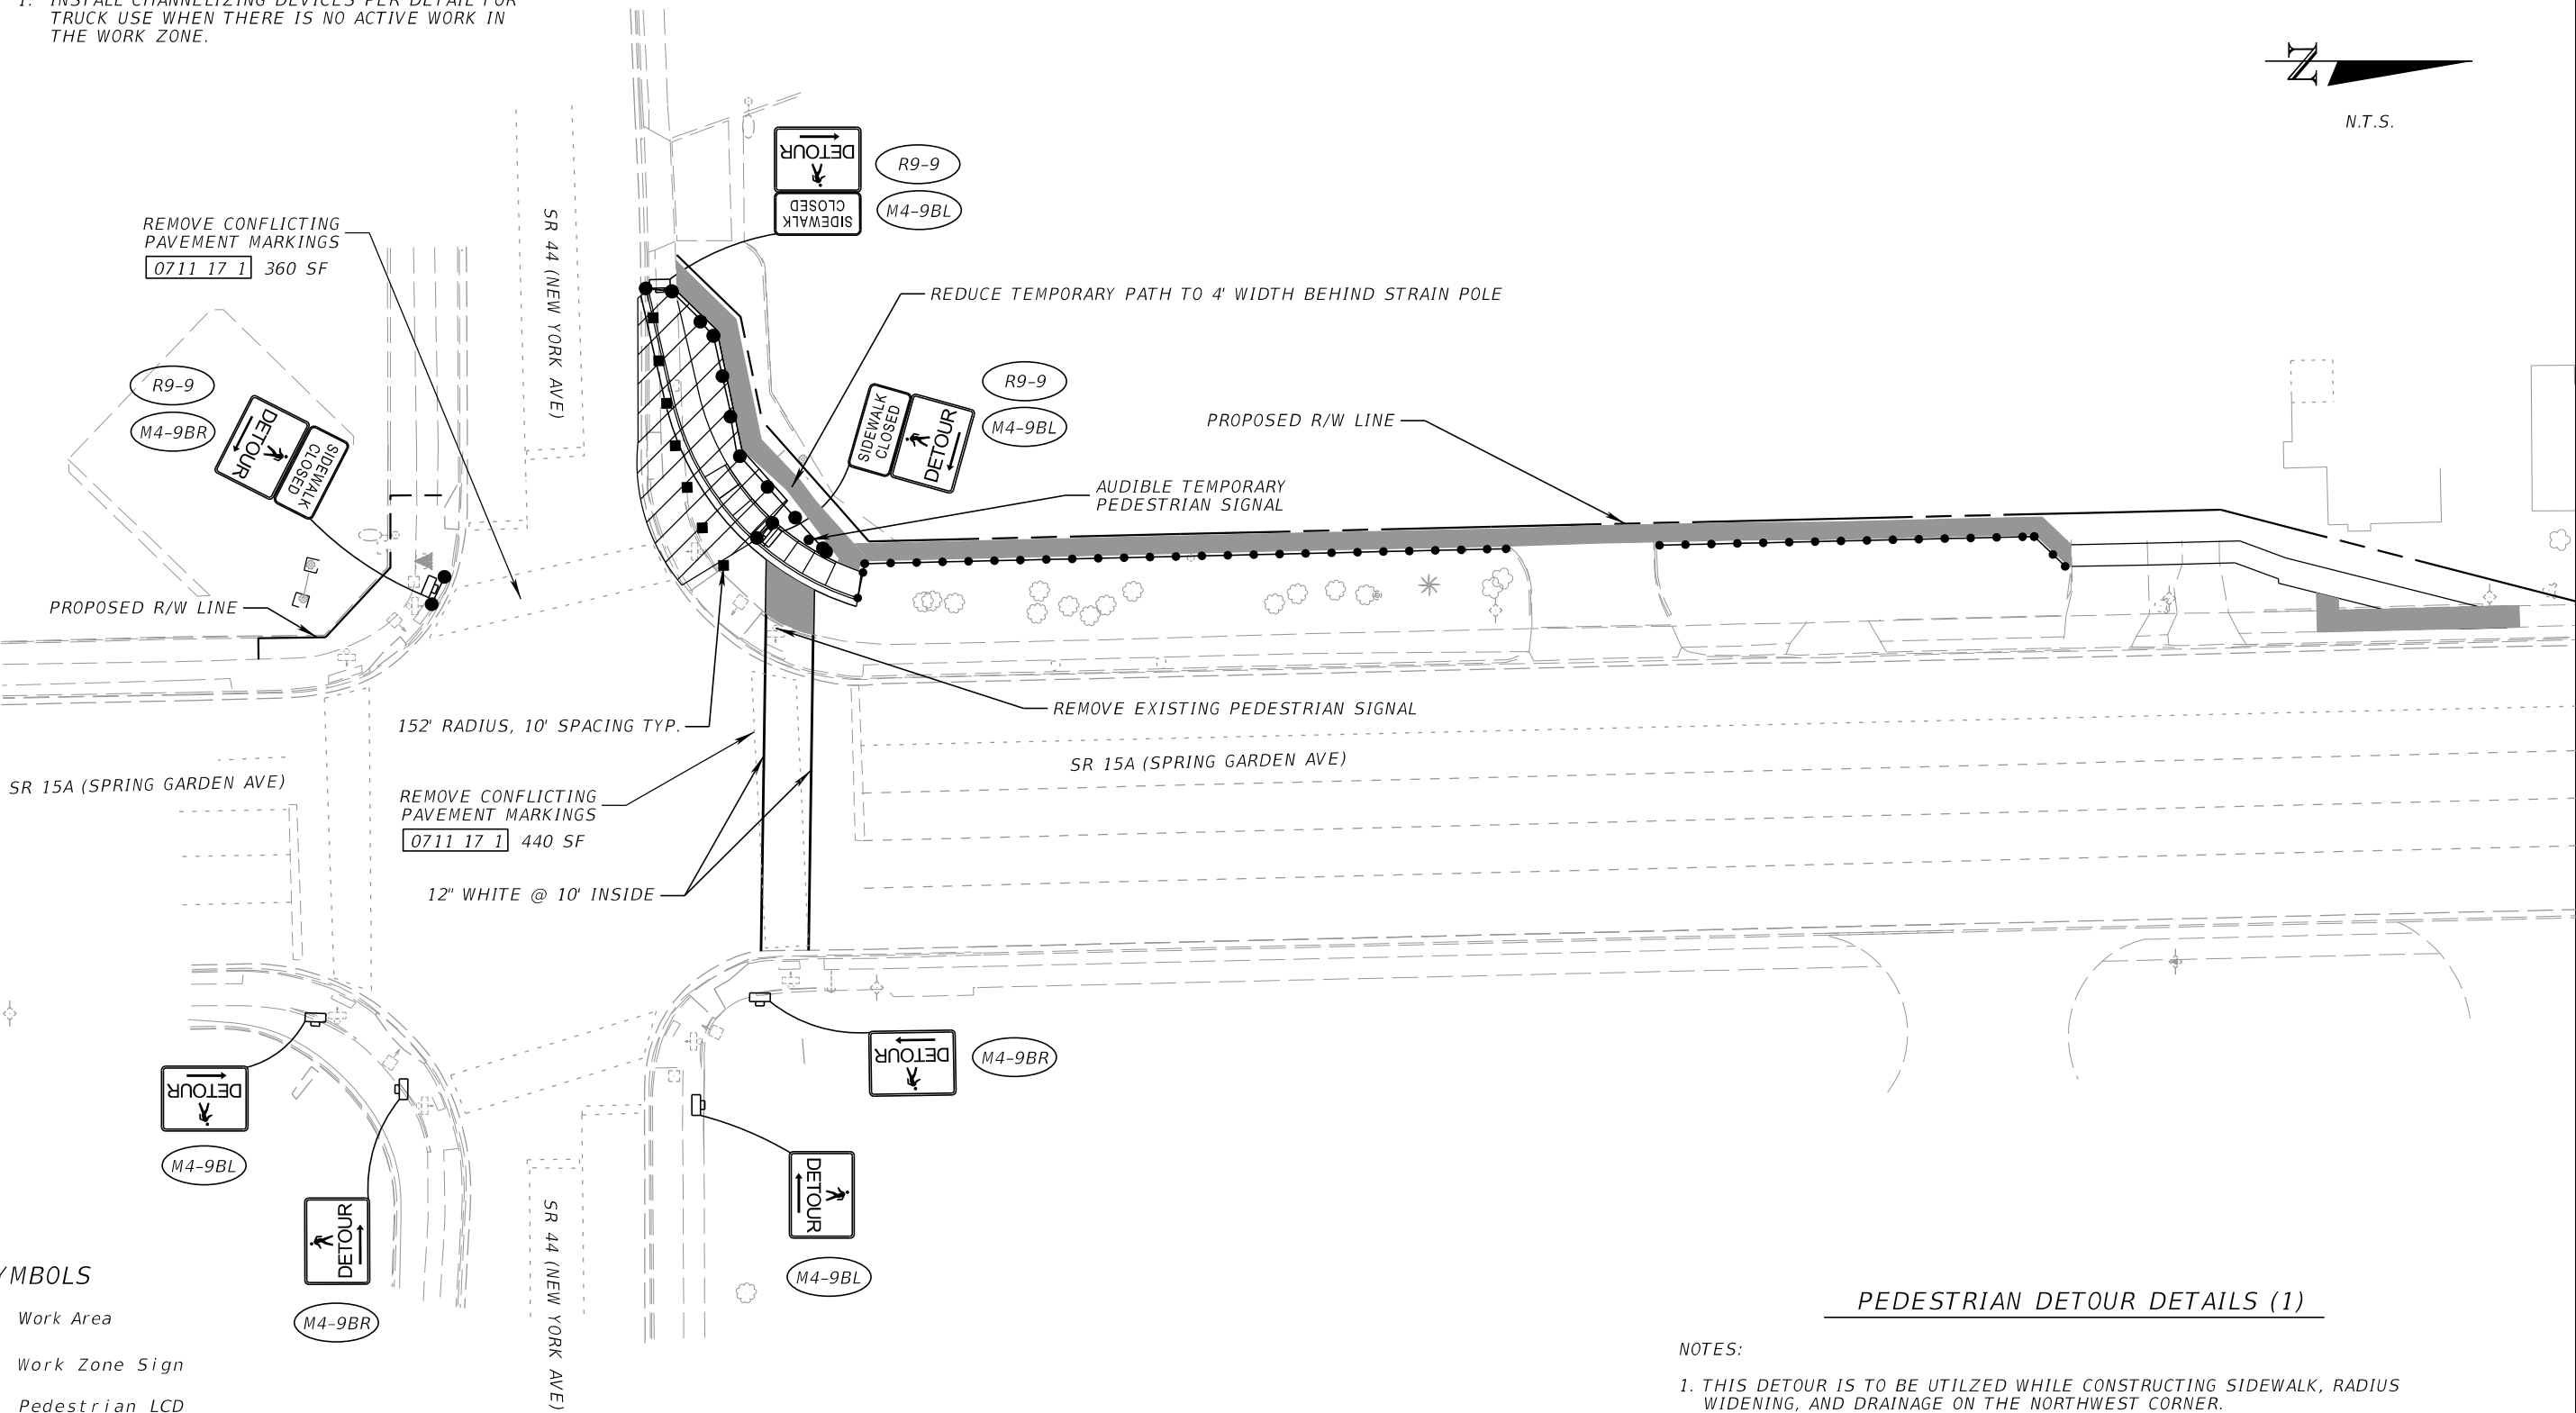 1. INSTALL CHANNELIZING DEVICES PER DETAIL FOR
TRUCK USE WHEN THERE IS NO ACTIVE WORK IN
THE WORK ZONE.
N
N.T.S.
DETOUR
SIDEWALK
CLOSED
R9-9
M4-9BL
REMOVE CONFLICTING
PAVEMENT MARKINGS
0711 17 1 360 SF
SR 44 (NEW YORK AVE)
REDUCE TEMPORARY PATH TO 4' WIDTH BEHIND STRAIN POLE
R9-9
M4-9BR
DETOUR
SIDEWALK
CLOSED
SIDEWALK
CLOSED
DETOUR
R9-9
M4-9BL
PROPOSED R/W LINE
AUDIBLE TEMPORARY
PEDESTRIAN SIGNAL
PROPOSED R/W LINE
152' RADIUS, 10' SPACING TYP.
REMOVE EXISTING PEDESTRIAN SIGNAL
SR 15A (SPRING GARDEN AVE)
SR 15A (SPRING GARDEN AVE)
REMOVE CONFLICTING
PAVEMENT MARKINGS
0711 17 1 440 SF
12" WHITE @ 10' INSIDE
DETOUR
M4-9BR
DETOUR
M4-9BL
DETOUR
M4-9BL
DETOUR
M4-9BR
SR 44 (NEW YORK AVE)
YMBOLS
Work Area
Work Zone Sign
Pedestrian LCD
PEDESTRIAN DETOUR DETAILS (1)
NOTES:
1. THIS DETOUR IS TO BE UTILZED WHILE CONSTRUCTING SIDEWALK, RADIUS
WIDENING, AND DRAINAGE ON THE NORTHWEST CORNER.